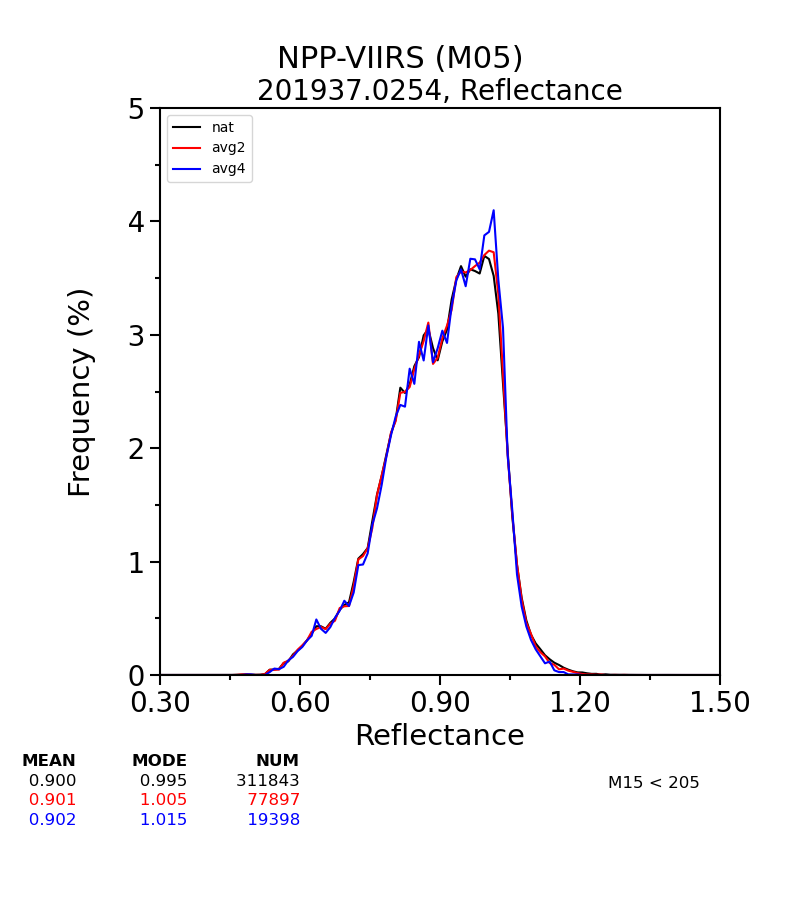 NPP-VIIRS (M05)
201937.0254, Reflectance
nat
avg2
avg4
5
4
3
2
1
0
Frequency (%)
0.30 0.60 0.90 1.20 1.50
Reflectance
MEAN MODE NUM
0.900 0.995 311843
M15 < 205
0.901 1.005 77897
0.902 1.015 19398